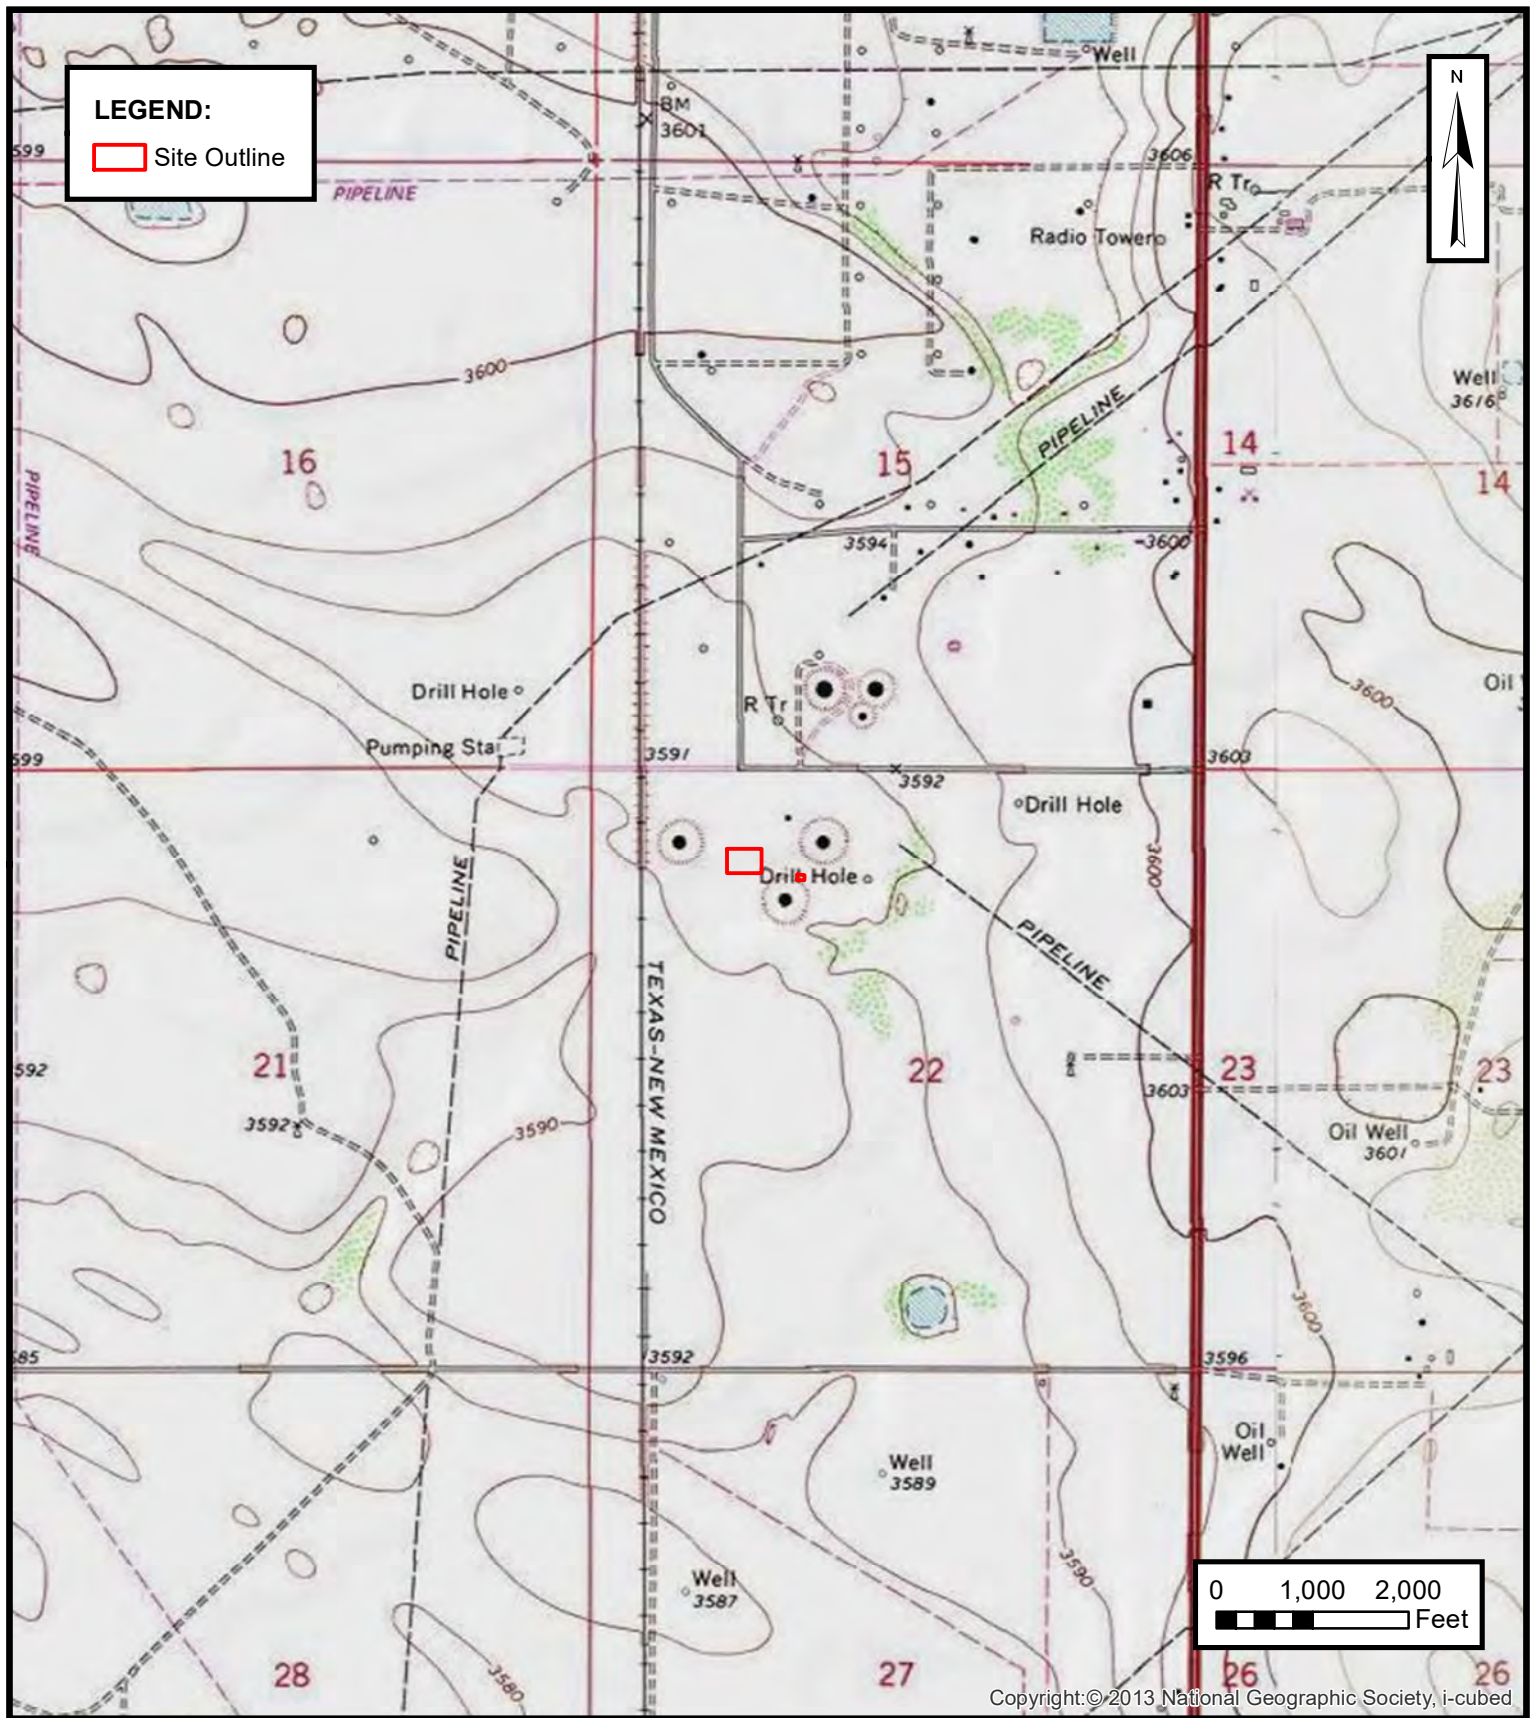 Well
N
LEGEND:
BM
3601
599
Site Outline
3606
R Tr
PIPELINE
Radio Tower
3600
Well
3616
PIPELINE
16
15
14
14
PIPELINE
3594
3600
Drill Hole
Oil
3600
R Tr
Pumping Sta
599
3591
3603
3592
Drill Hole
3600
Drill Hole
PIPELINE
PIPELINE
TEXAS-NEW MEXICO
21
592
22
23
23
3603
3592
3590
Oil Well
3601
3600
585
3592
3596
Oil
Well
Well
3589
3590
Well
3587
0 1,000 2,000
Feet
28
3580
27
26
26
Copyright:© 2013 National Geographic Society, i-cubed